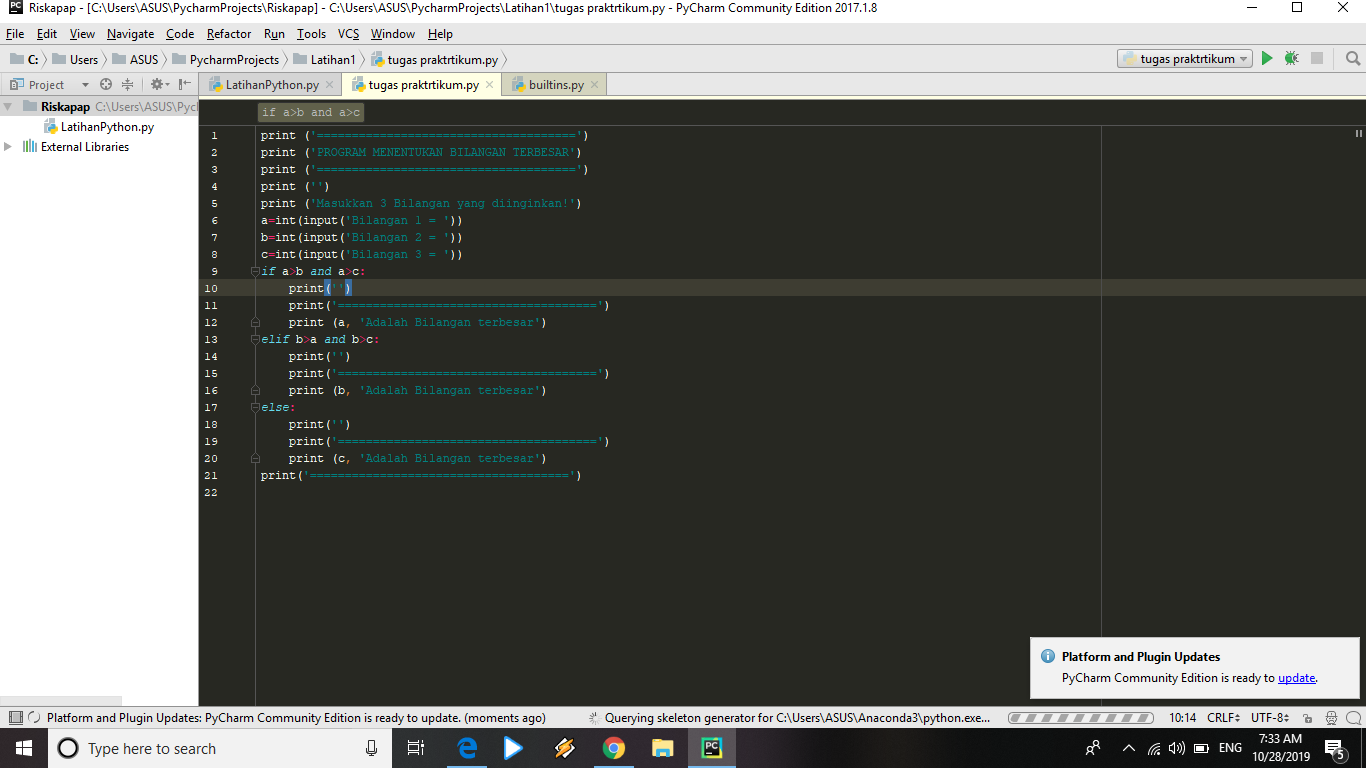 Riskapap - [C:\Users\ASUS\PycharmProjects\Riskapap] - C:\Users\ASUS\PycharmProjects\Latihan1\tugas praktrtikum.py - PyCharm Community Edition 2017.1.8
File Edit View Navigate Code Refactor Run Tools VCS Window Help
C: Users ASUS PycharmProjects Latihan1 tugas praktrtikum.py tugas praktrtikum
Project LatihanPython.py tugas praktrtikum.py builtins.py
Riskapap C:\Users\ASUS\Pycl
LatihanPython.py
External Libraries
if a>b and a>c
1 print ('=====================================')
2 print ('PROGRAM MENENTUKAN BILANGAN TERBESAR')
3 print ('=====================================')
4 print ('')
5 print ('Masukkan 3 Bilangan yang diinginkan!')
6 a=int(input('Bilangan 1 = '))
7 b=int(input('Bilangan 2 = '))
8 c=int(input('Bilangan 3 = '))
9 if a>b and a>c:
10 print('')
11 print('=====================================')
12 print (a, 'Adalah Bilangan terbesar')
13 elif b>a and b>c:
14 print('')
15 print('=====================================')
16 print (b, 'Adalah Bilangan terbesar')
17 else:
18 print('')
19 print('=====================================')
20 print (c, 'Adalah Bilangan terbesar')
21 print('=====================================')
22
Platform and Plugin Updates
PyCharm Community Edition is ready to update.
Platform and Plugin Updates: PyCharm Community Edition is ready to update. (moments ago) Querying skeleton generator for C:\Users\ASUS\Anaconda3\python.exe... 10:14 CRLF UTF-8
Type here to search
ENG
7:33 AM
10/28/2019
5